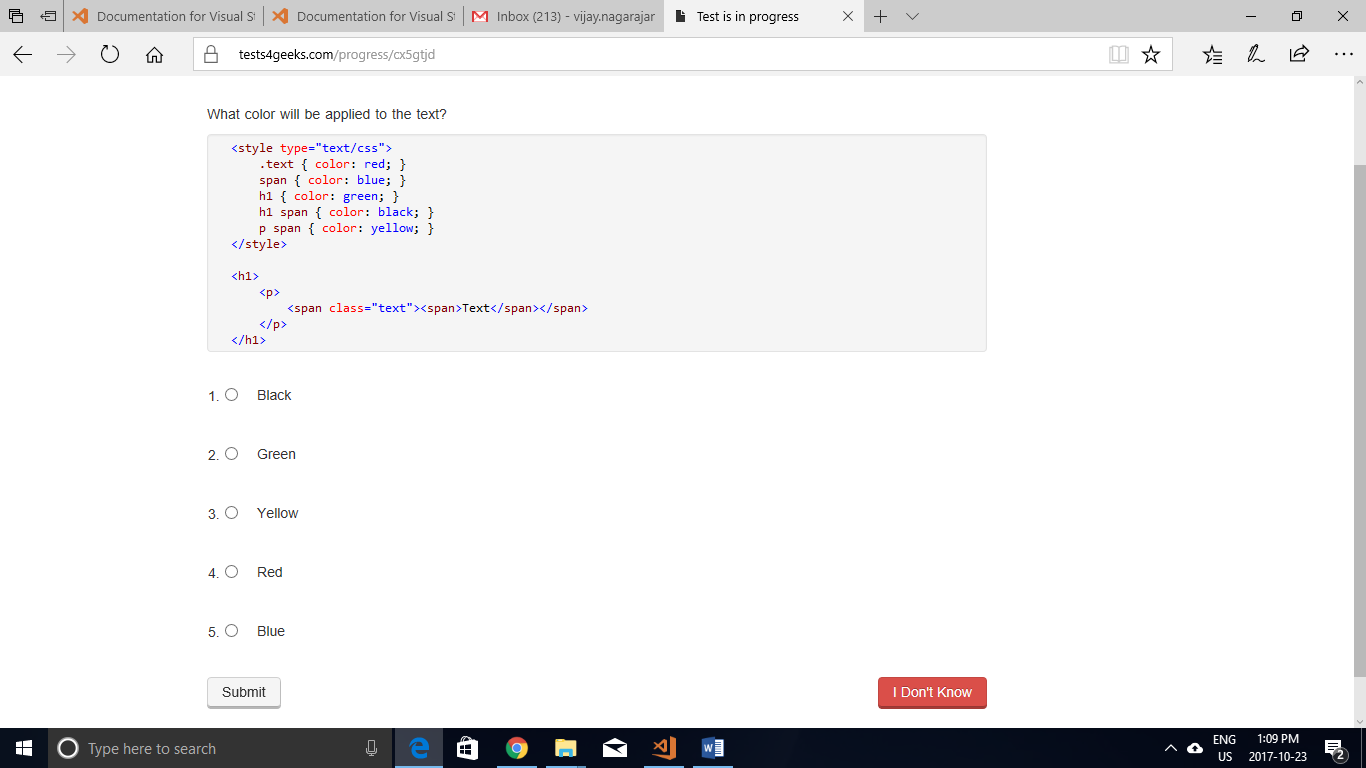 Documentation for Visual St
Documentation for Visual St
Inbox (213) - vijay.nagarajar
Test is in progress
tests4geeks.com/progress/cx5gtjd
What color will be applied to the text?
<style type="text/css">
.text { color: red; }
span { color: blue; }
h1 { color: green; }
h1 span { color: black; }
p span { color: yellow; }
</style>
<h1>
<p>
<span class="text"><span>Text</span></span>
</p>
</h1>
1. Black
2. Green
3. Yellow
4. Red
5. Blue
Submit
I Don't Know
Type here to search
W
ENG
US
1:09 PM
2017-10-23
2